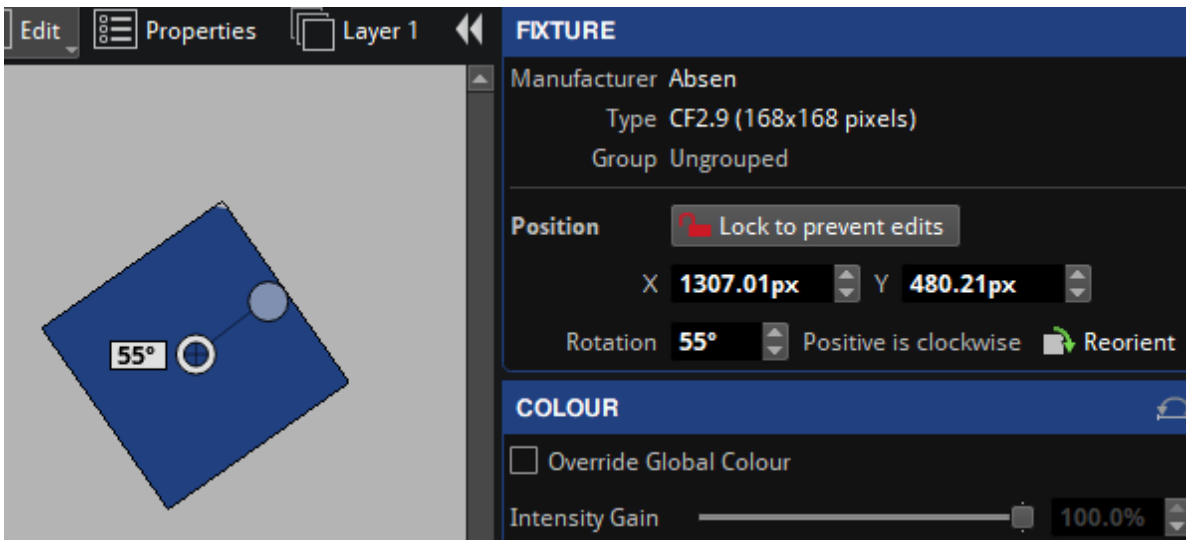 Edit Properties Layer 1
55°
FIXTURE
Manufacturer Absen
Type CF2.9 (168x168 pixels)
Group Ungrouped
Position Lock to prevent edits
X 1307.01px Y 480.21px
Rotation 55° Positive is clockwise Reorient
COLOUR
Override Global Colour
Intensity Gain 100.0%